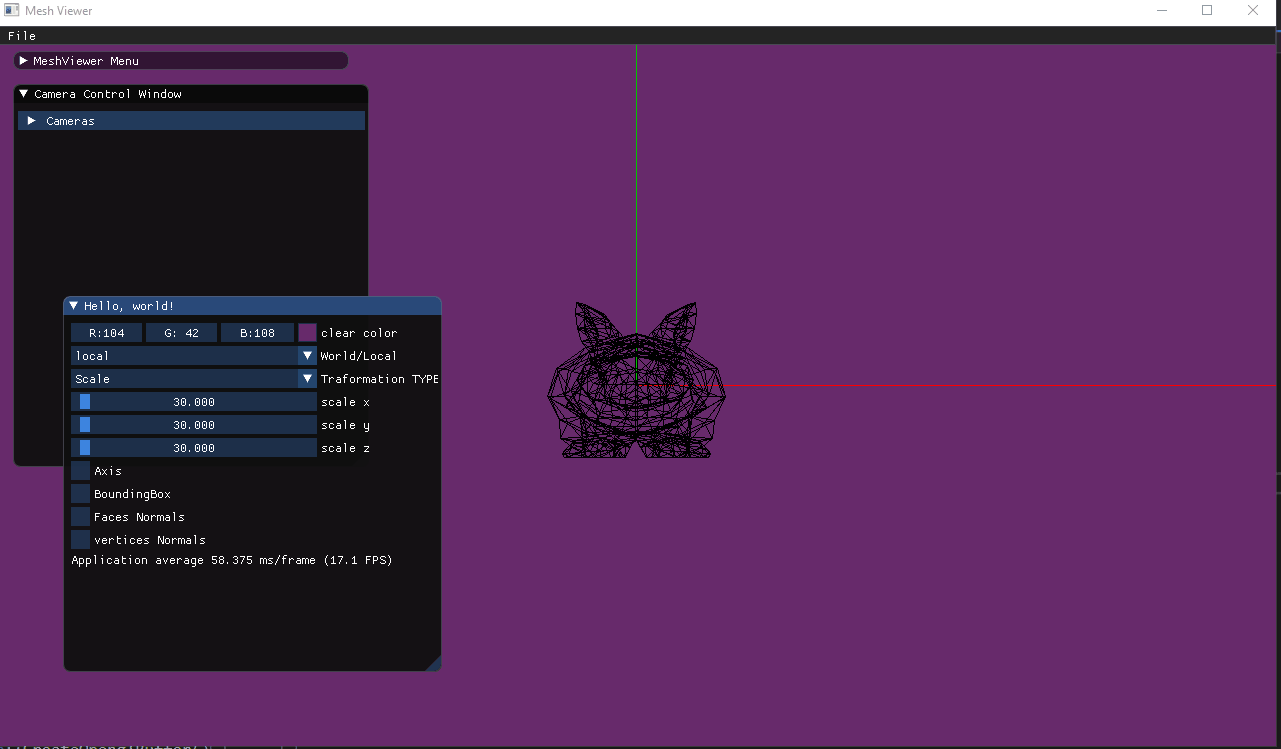 Mesh Viewer
File
MeshViewer Menu
Camera Control Window
Cameras
Hello, world!
R:104 G: 42 B:108 clear color
local World/Local
Scale Traformation TYPE
30.000 scale x
30.000 scale y
30.000 scale z
Axis
BoundingBox
Faces Normals
vertices Normals
Application average 58.375 ms/frame (17.1 FPS)